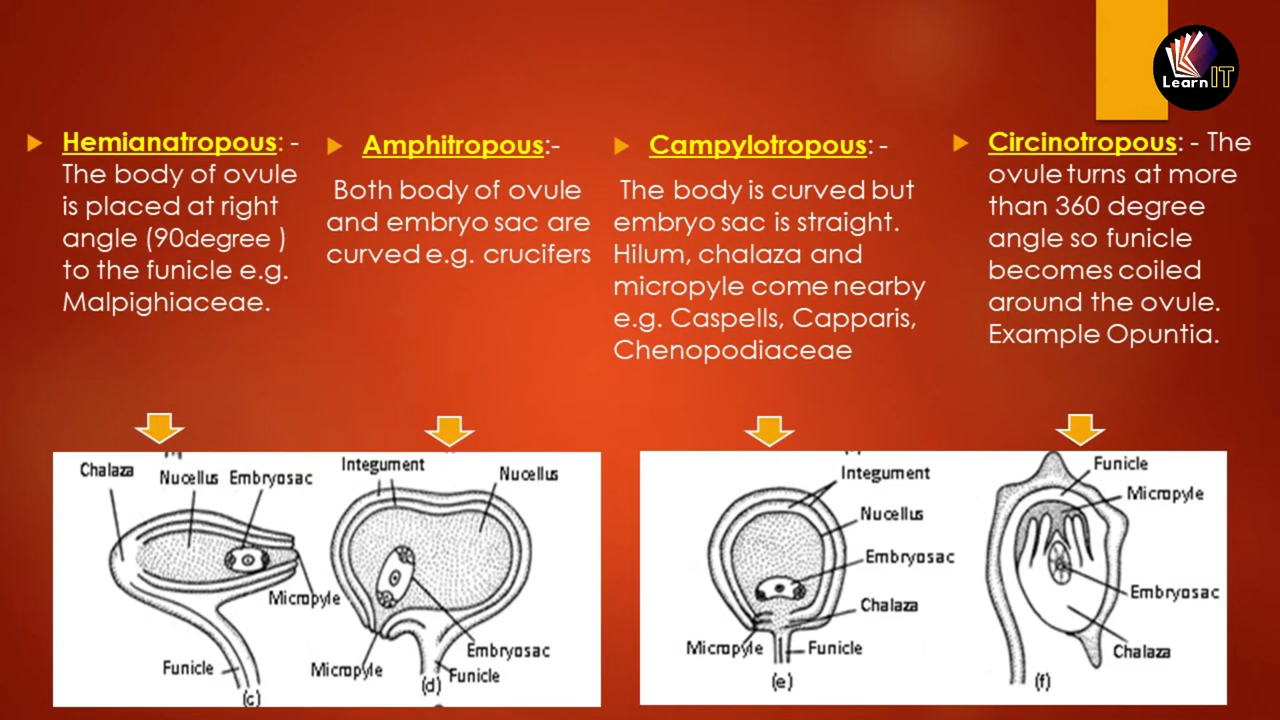 Learn IT
Hemianatropous: -
The body of ovule
is placed at right
angle (90degree )
to the funicle e.g.
Malpighiaceae.
Amphitropous:-
Both body of ovule
and embryo sac are
curved e.g. crucifers
Campylotropous: -
The body is curved but
embryo sac is straight.
Hilum, chalaza and
micropyle come nearby
e.g. Caspells, Capparis,
Chenopodiaceae
Circinotropous: - The
ovule turns at more
than 360 degree
angle so funicle
becomes coiled
around the ovule.
Example Opuntia.
Chalaza
Nucellus
Embryosac
Micropyle
Funicle
(c)
Integument
Nucellus
Embryosac
Micropyle
Funicle
(d)
Integument
Nucellus
Embryosac
Chalaza
Micropyle
Funicle
(e)
Funicle
Micropyle
Embryosac
Chalaza
(f)